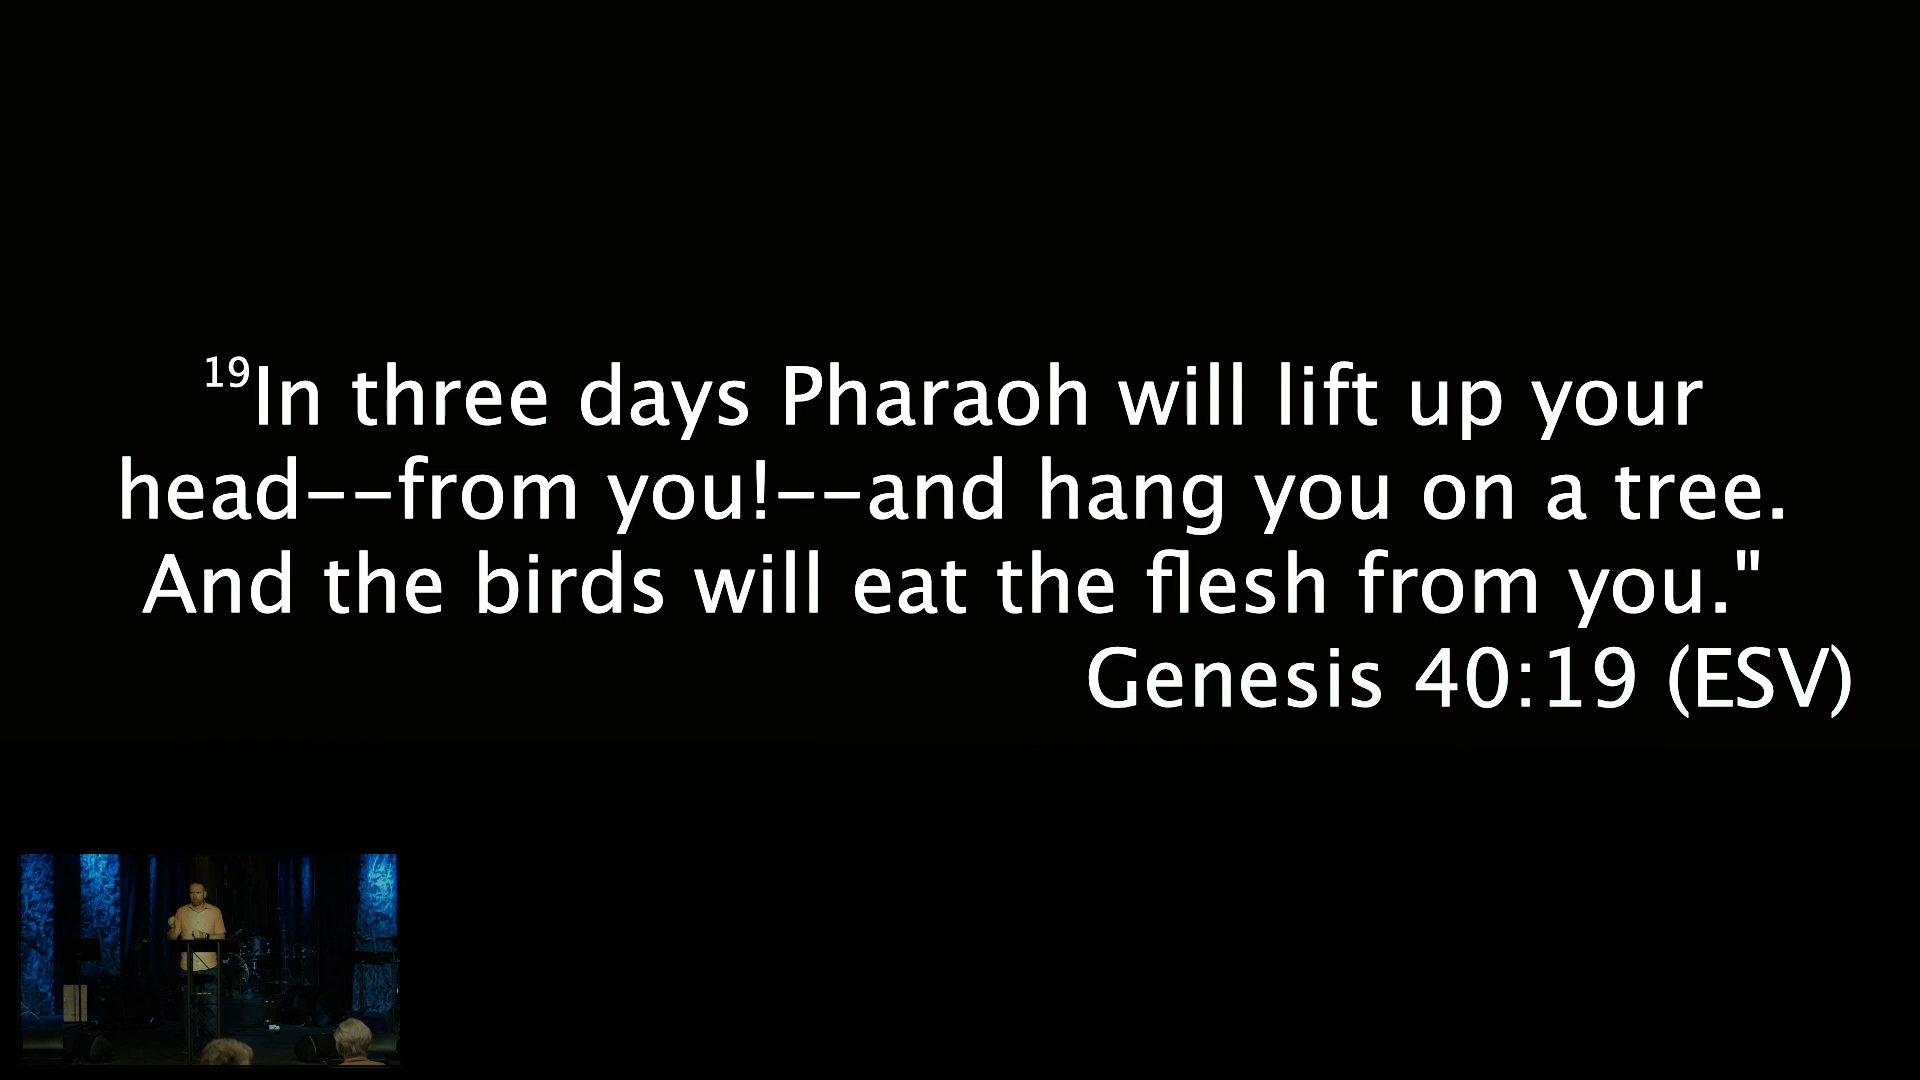 19In three days Pharaoh will lift up your
head--from you!--and hang you on a tree.
And the birds will eat the flesh from you."
Genesis 40:19 (ESV)